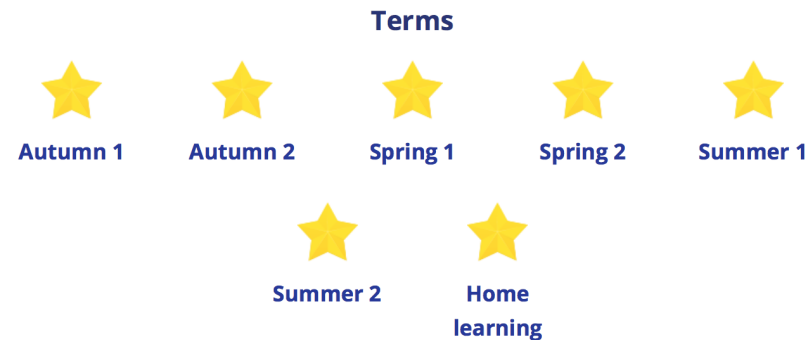 Terms
Autumn 1
Autumn 2
Spring 1
Spring 2
Summer 1
Summer 2
Home
learning